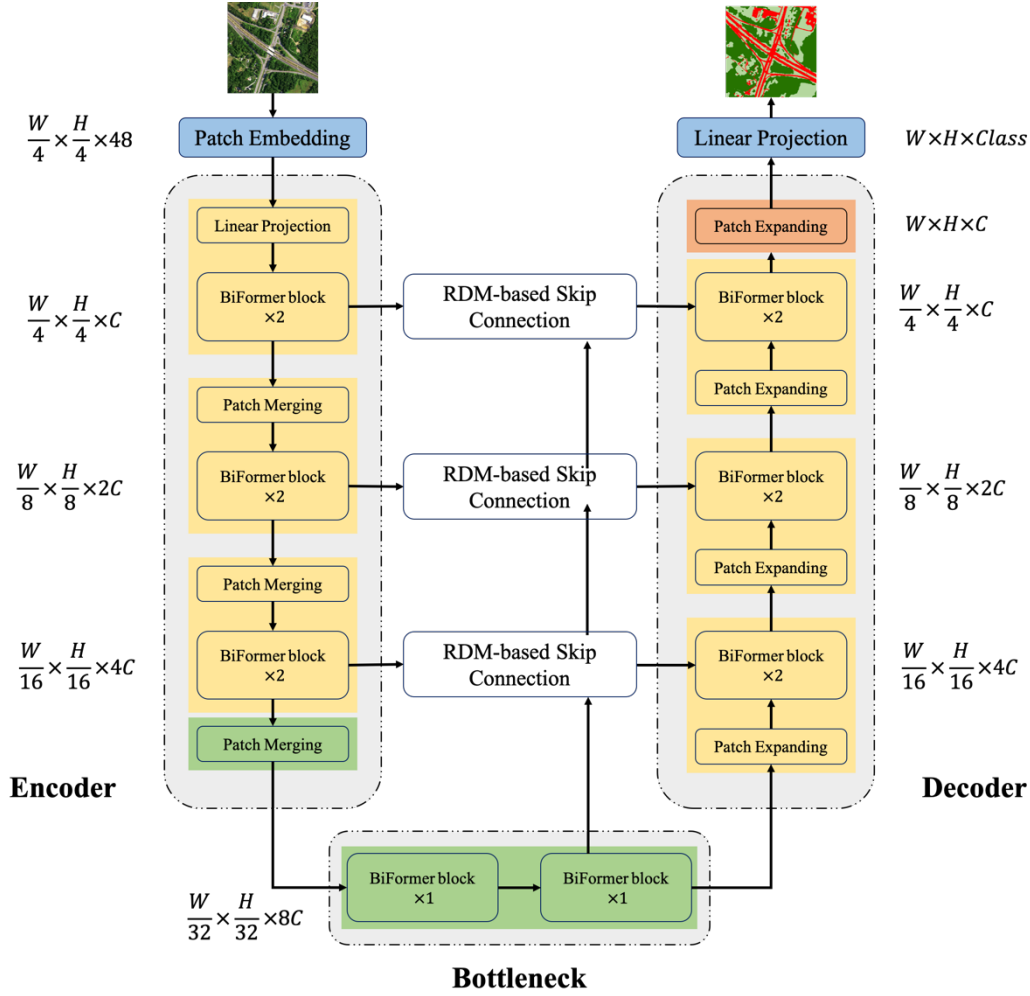 W/4 × H/4 ×48
Patch Embedding
Linear Projection
W×H×Class
Linear Projection
Patch Expanding
W×H×C
W/4 × H/4 ×C
BiFormer block
×2
RDM-based Skip
Connection
BiFormer block
×2
W/4 × H/4 ×C
Patch Merging
Patch Expanding
W/8 × H/8 ×2C
BiFormer block
×2
RDM-based Skip
Connection
BiFormer block
×2
W/8 × H/8 ×2C
Patch Merging
Patch Expanding
W/16 × H/16 ×4C
BiFormer block
×2
RDM-based Skip
Connection
BiFormer block
×2
W/16 × H/16 ×4C
Patch Merging
Patch Expanding
Encoder
Decoder
W/32 × H/32 ×8C
BiFormer block
×1
BiFormer block
×1
Bottleneck